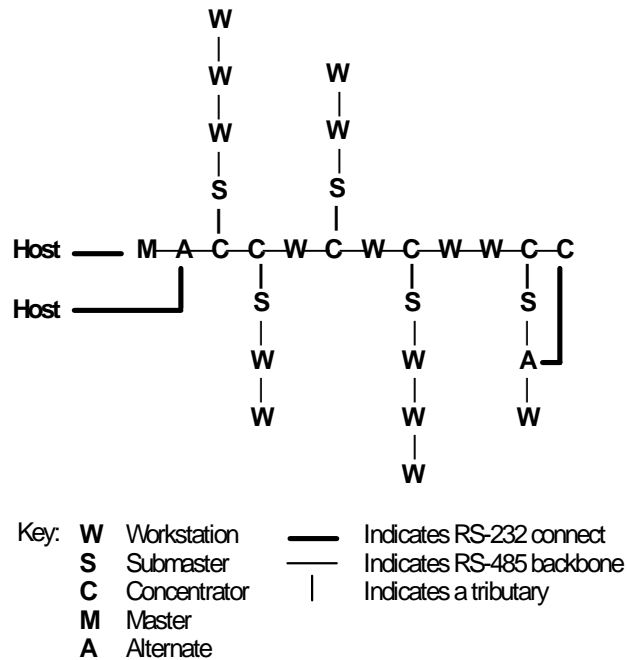 W
W W
W W
S S
Host M A C C W C W C W W C C
Host S S S
W W A
W W W
W
Key: W Workstation Indicates RS-232 connect
S Submaster Indicates RS-485 backbone
C Concentrator Indicates a tributary
M Master
A Alternate